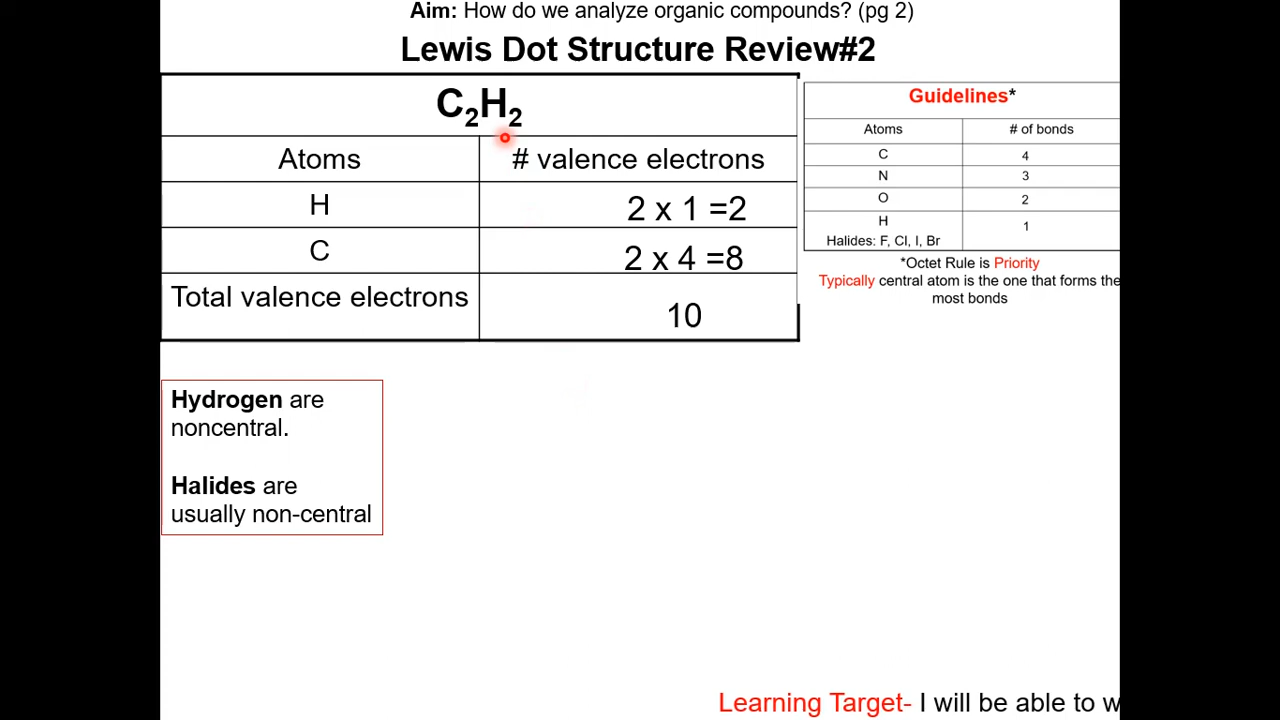 Aim: How do we analyze organic compounds? (pg 2)
Lewis Dot Structure Review#2
C₂H₂
Atoms # valence electrons
H 2 x 1 =2
C 2 x 4 =8
Total valence electrons 10
Guidelines*
Atoms # of bonds
C 4
N 3
O 2
H
Halides: F, Cl, I, Br 1
*Octet Rule is Priority
Typically central atom is the one that forms the
most bonds
Hydrogen are
noncentral.
Halides are
usually non-central
Learning Target- I will be able to w